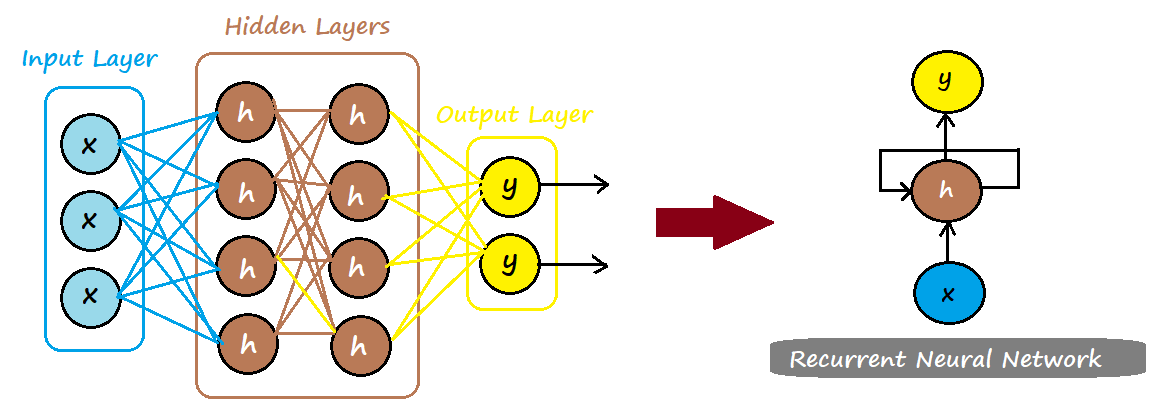 Hidden Layers
Input Layer
Output Layer
x
x
x
h
h
h
h
h
h
h
h
y
y
y
h
x
Recurrent Neural Network